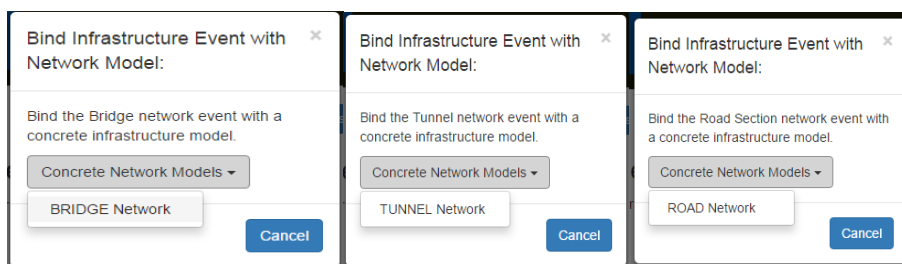 Bind Infrastructure Event with ×
Network Model:
Bind the Bridge network event with a
concrete infrastructure model.
Concrete Network Models
BRIDGE Network
Cancel
Bind Infrastructure Event with ×
Network Model:
Bind the Tunnel network event with a
concrete infrastructure model.
Concrete Network Models
TUNNEL Network
Cancel
Bind Infrastructure Event with ×
Network Model:
Bind the Road Section network event with
a concrete infrastructure model.
Concrete Network Models
ROAD Network
Cancel